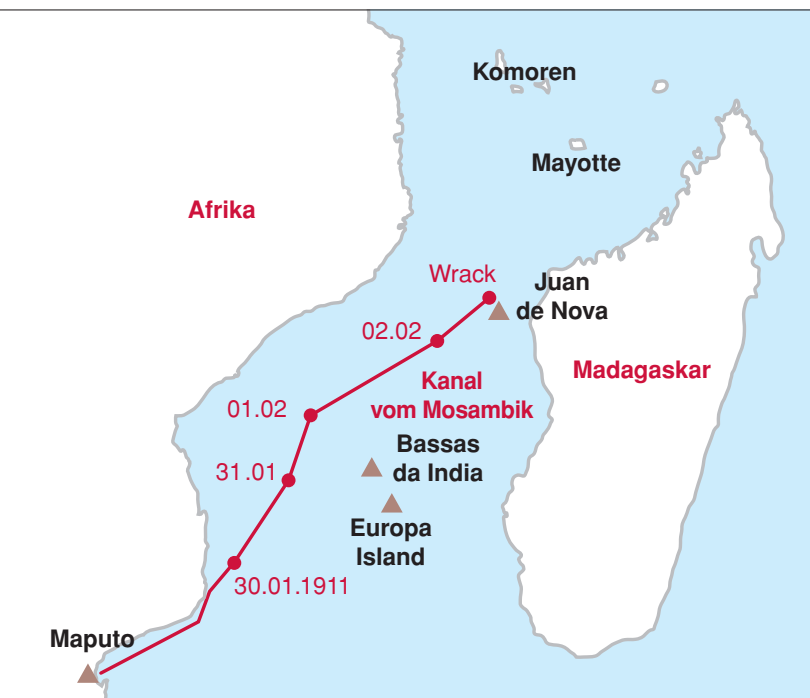 Komoren
Mayotte
Afrika
Wrack
Juan
de Nova
02.02
Madagaskar
Kanal
vom Mosambik
01.02
Bassas
da India
31.01
Europa
Island
30.01.1911
Maputo